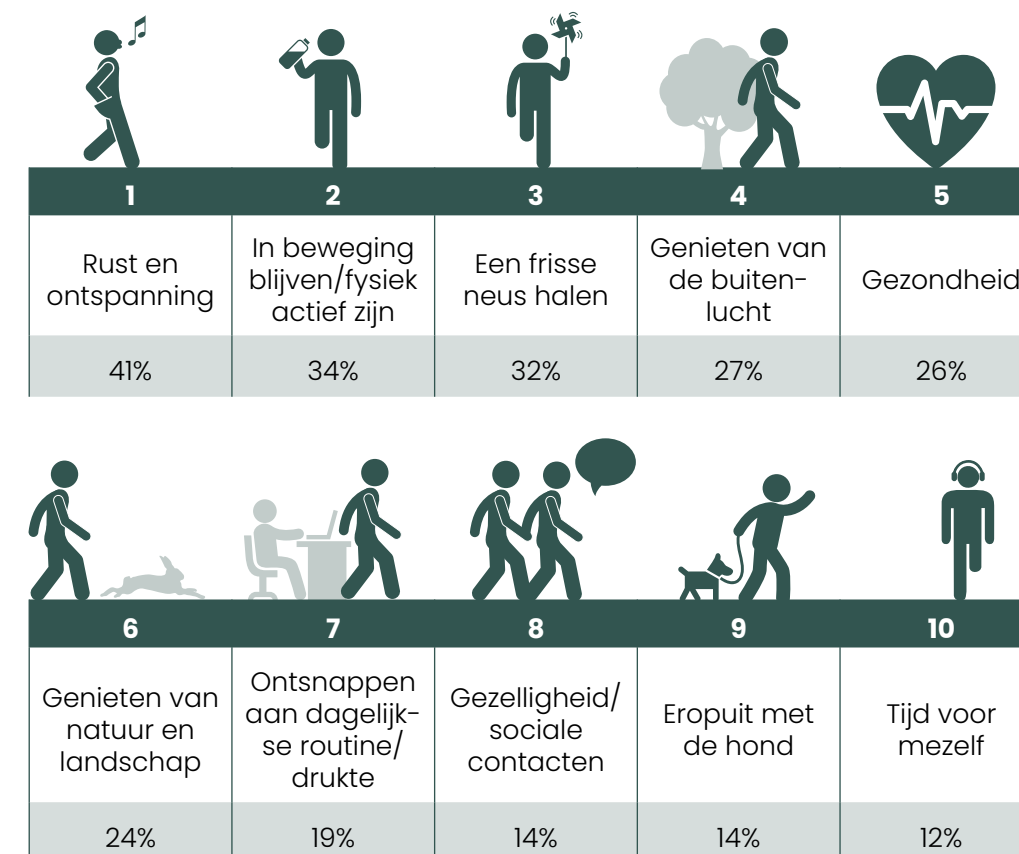 1 2 3 4 5
Rust en
ontspanning
In beweging
blijven/fysiek
actief zijn
Een frisse
neus halen
Genieten van
de buiten-
lucht
Gezondheid
41% 34% 32% 27% 26%
6 7 8 9 10
Genieten van
natuur en
landschap
Ontsnappen
aan dagelijk-
se routine/
drukte
Gezelligheid/
sociale
contacten
Eropuit met
de hond
Tijd voor
mezelf
24% 19% 14% 14% 12%